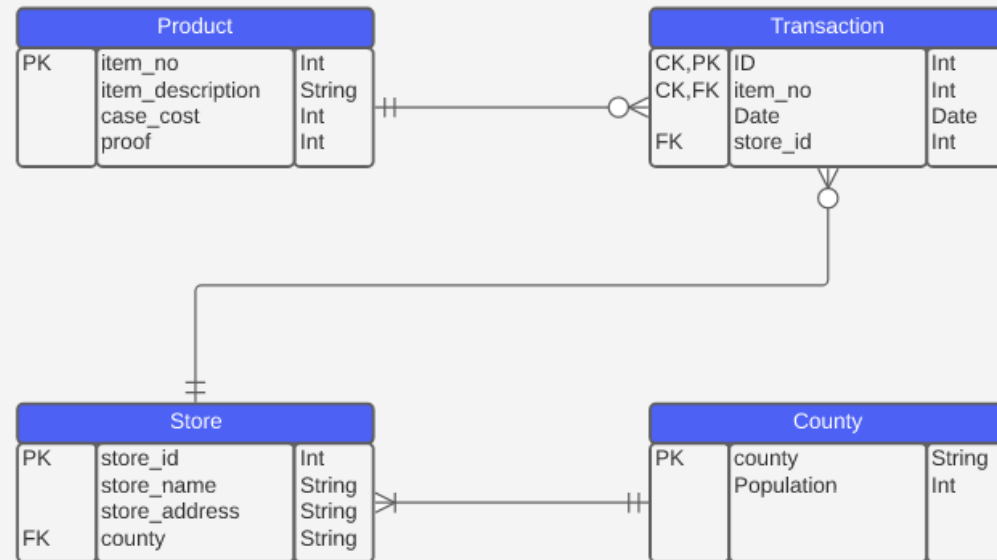 Product
PK item_no Int
item_description String
case_cost Int
proof Int
Transaction
CK,PK ID Int
CK,FK item_no Int
Date Date
FK store_id Int
Store
PK store_id Int
store_name String
store_address String
FK county String
County
PK county String
Population Int